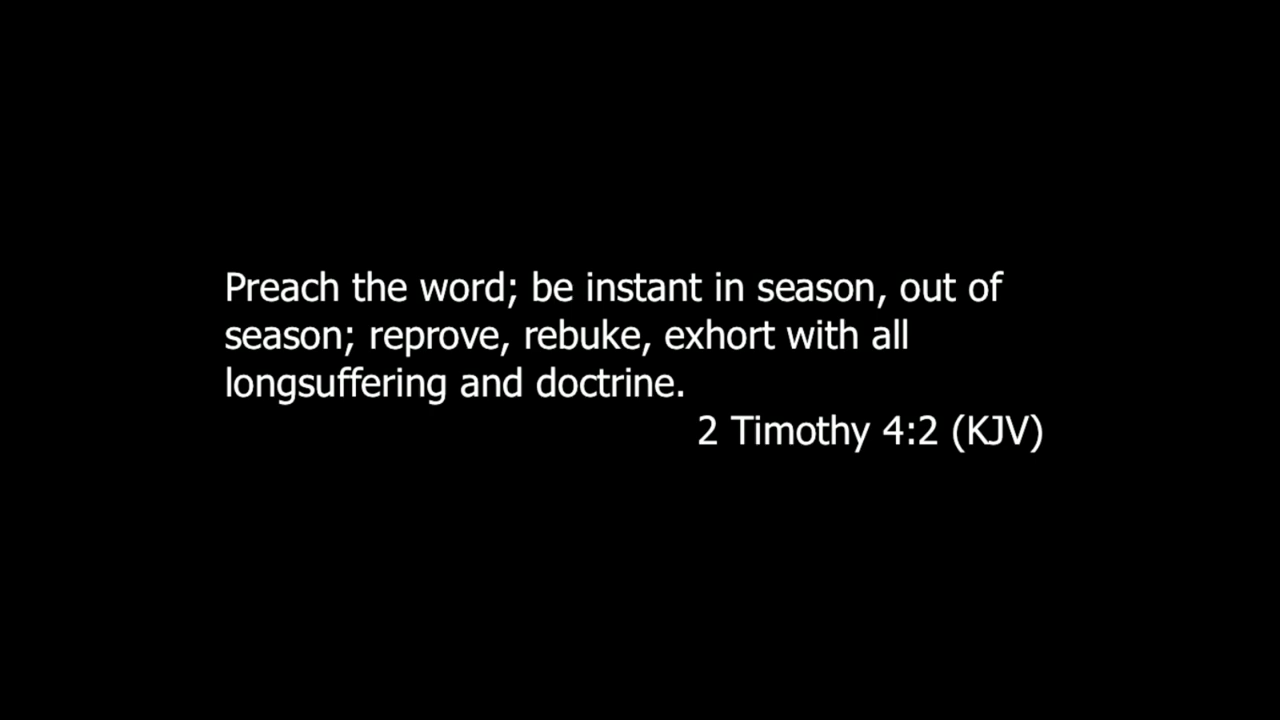 Preach the word; be instant in season, out of
season; reprove, rebuke, exhort with all
longsuffering and doctrine.
2 Timothy 4:2 (KJV)